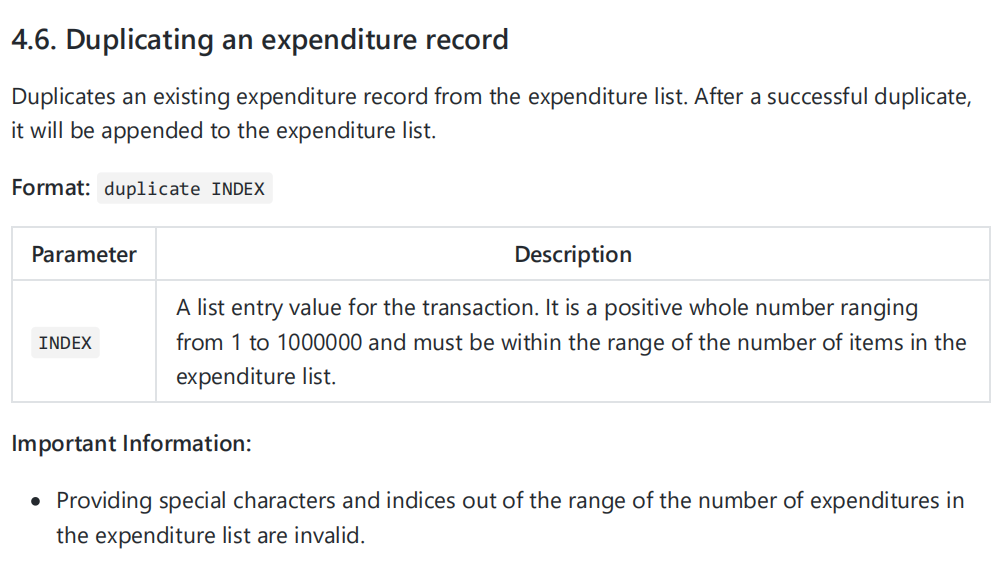 4.6. Duplicating an expenditure record
Duplicates an existing expenditure record from the expenditure list. After a successful duplicate,
it will be appended to the expenditure list.
Format: duplicate INDEX
Parameter Description
INDEX
A list entry value for the transaction. It is a positive whole number ranging
from 1 to 1000000 and must be within the range of the number of items in the
expenditure list.
Important Information:
• Providing special characters and indices out of the range of the number of expenditures in
the expenditure list are invalid.